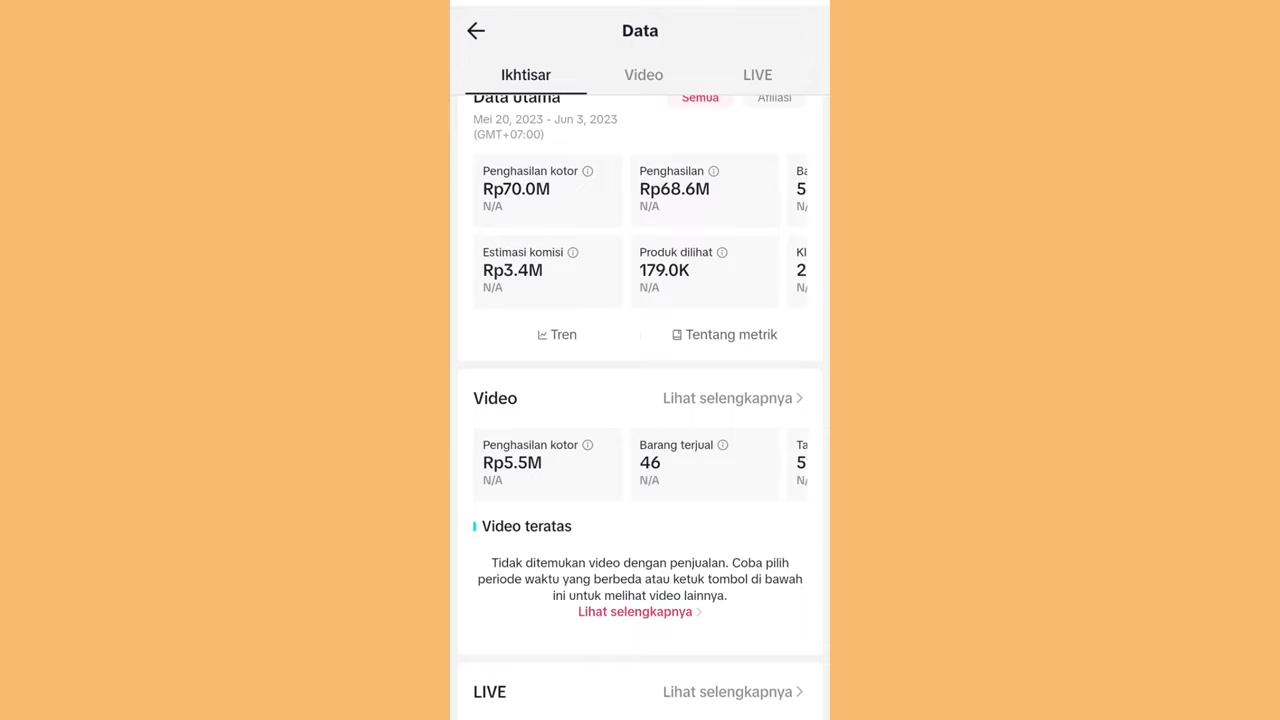 Data
Ikhtisar Video LIVE
Data utama Semua Afiliasi
Mei 20, 2023 - Jun 3, 2023
(GMT+07:00)
Penghasilan kotor Penghasilan
Rp70.0M Rp68.6M
N/A N/A
Estimasi komisi Produk dilihat
Rp3.4M 179.0K
N/A N/A
Tren Tentang metrik
Video Lihat selengkapnya >
Penghasilan kotor Barang terjual
Rp5.5M 46
N/A N/A
Video teratas
Tidak ditemukan video dengan penjualan. Coba pilih
periode waktu yang berbeda atau ketuk tombol di bawah
ini untuk melihat video lainnya.
Lihat selengkapnya >
LIVE Lihat selengkapnya >